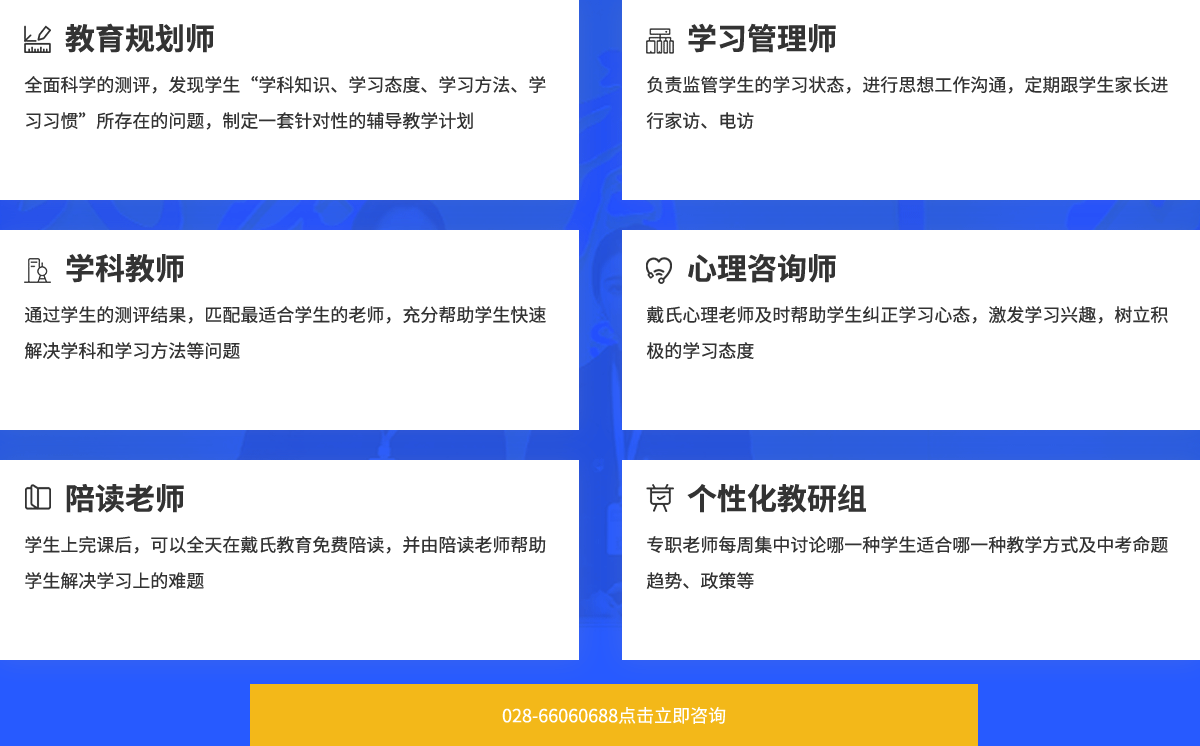 教育规划师
全面科学的测评，发现学生“学科知识、学习态度、学习方法、学
习习惯”所存在的问题，制定一套针对性的辅导教学计划
学习管理师
负责监管学生的学习状态，进行思想工作沟通，定期跟学生家长进
行家访、电访
学科教师
通过学生的测评结果，匹配最适合学生的老师，充分帮助学生快速
解决学科和学习方法等问题
心理咨询师
戴氏心理老师及时帮助学生纠正学习心态，激发学习兴趣，树立积
极的学习态度
陪读老师
学生上完课后，可以全天在戴氏教育免费陪读，并由陪读老师帮助
学生解决学习上的难题
个性化教研组
专职老师每周集中讨论哪一种学生适合哪一种教学方式及中考命题
趋势、政策等
028-66060688点击立即咨询